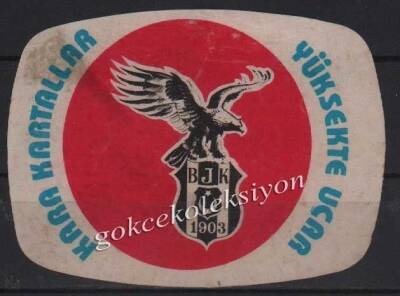 KARA KARTALLAR
YÜKSEKTE UÇAR
BJK
1903
gokcekoleksiyon